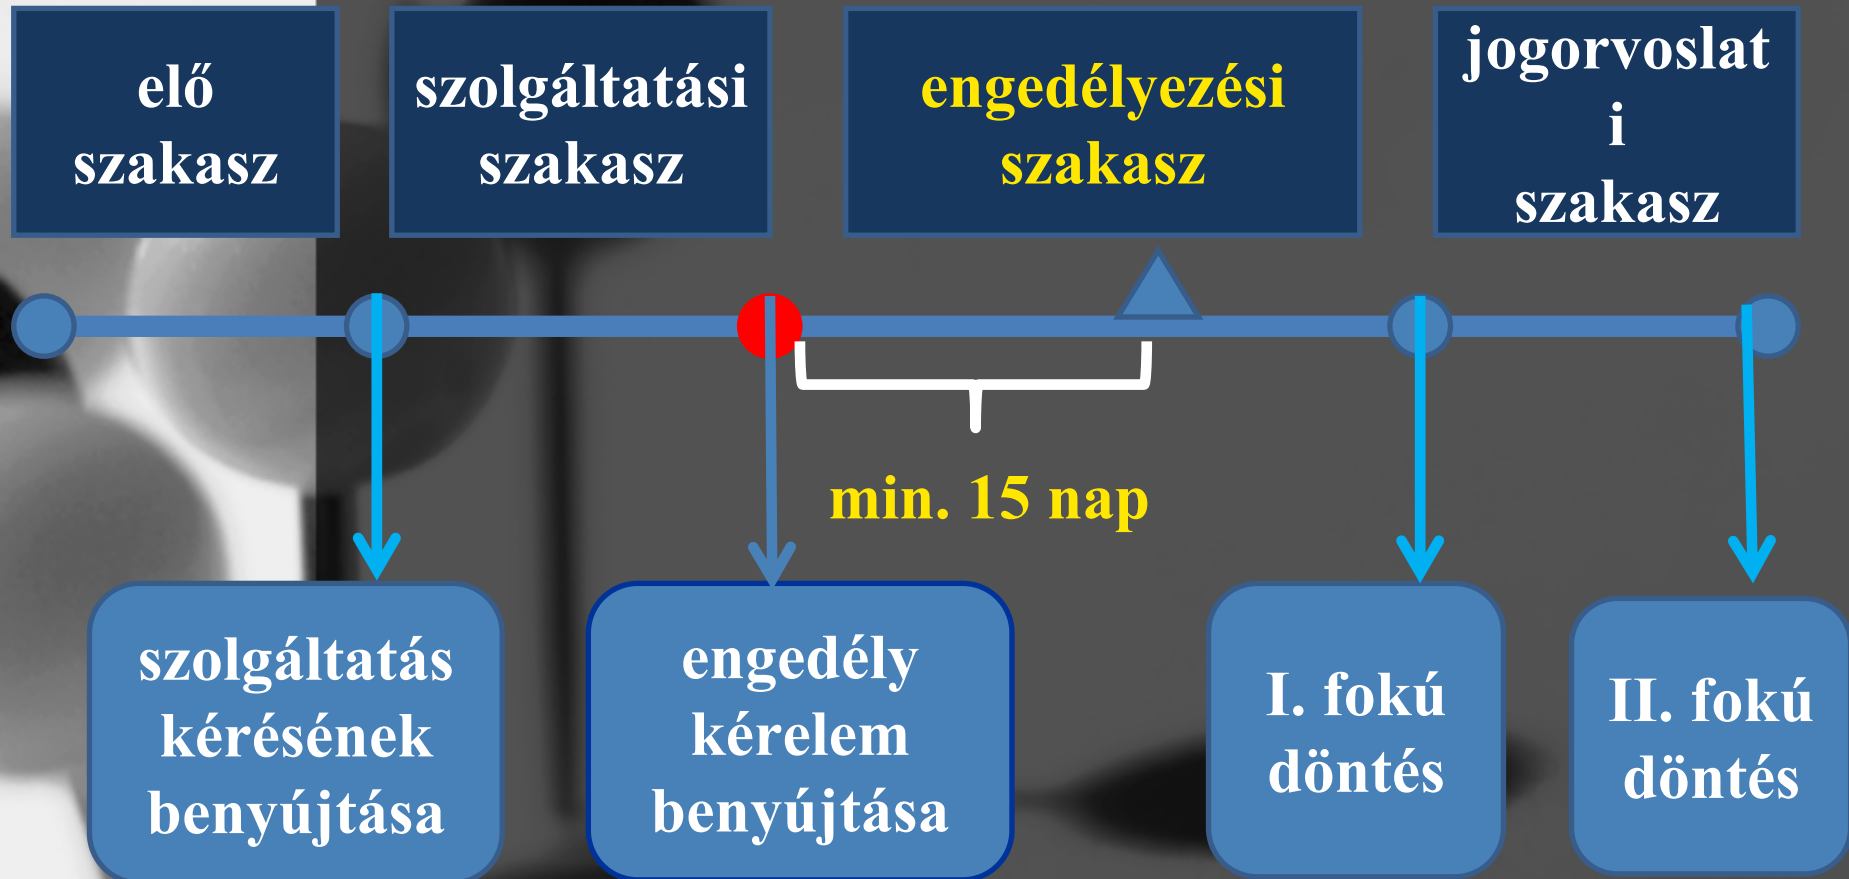 elő
szakasz
szolgáltatási
szakasz
engedélyezési
szakasz
jogorvoslat
i
szakasz
min. 15 nap
szolgáltatás
kérésének
benyújtása
engedély
kérelem
benyújtása
I. fokú
döntés
II. fokú
döntés